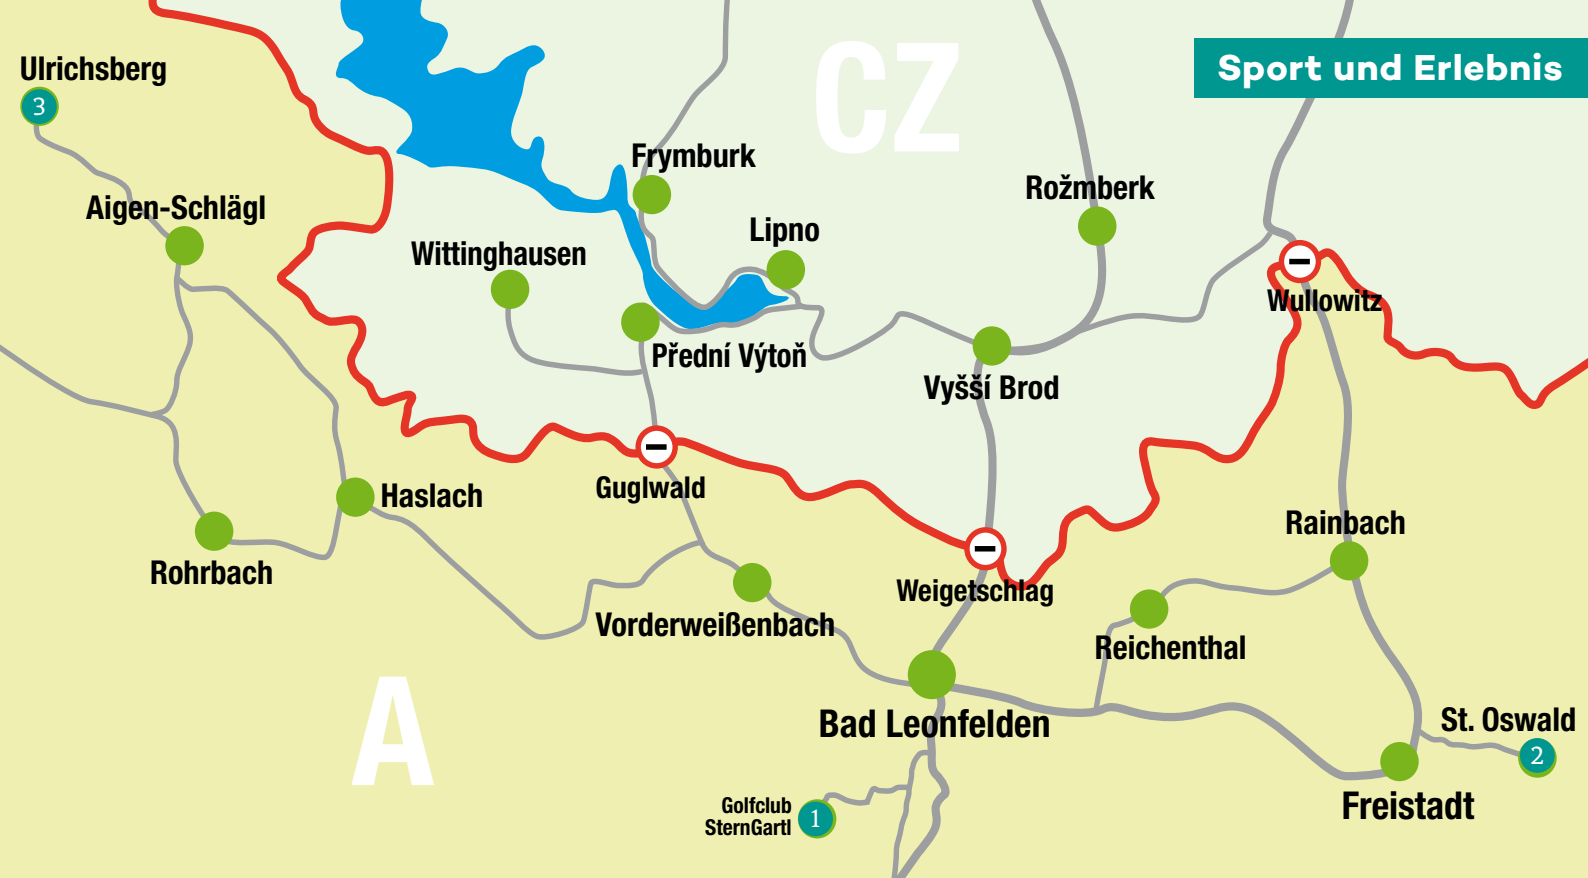 CZ
Sport und Erlebnis
Ulrichsberg
3
Frymburk
Aigen-Schlägl
Rožmberk
Lipno
Wittinghausen
Wullowitz
Přední Výtoň
Vyšší Brod
Guglwald
Haslach
Rainbach
Rohrbach
Weigetschlag
Vorderweißenbach
Reichenthal
A
Bad Leonfelden
St. Oswald
2
Freistadt
Golfclub
SternGartl
1